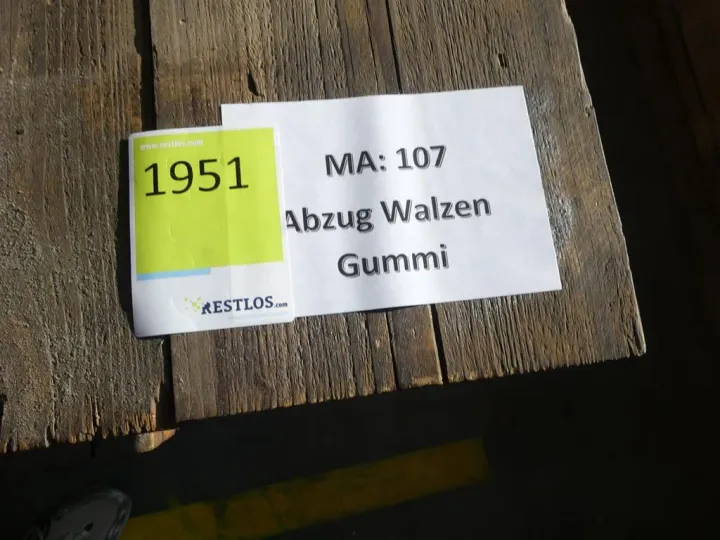 www.restlos.com
1951
RESTLOS.com
MA: 107
Abzug Walzen
Gummi